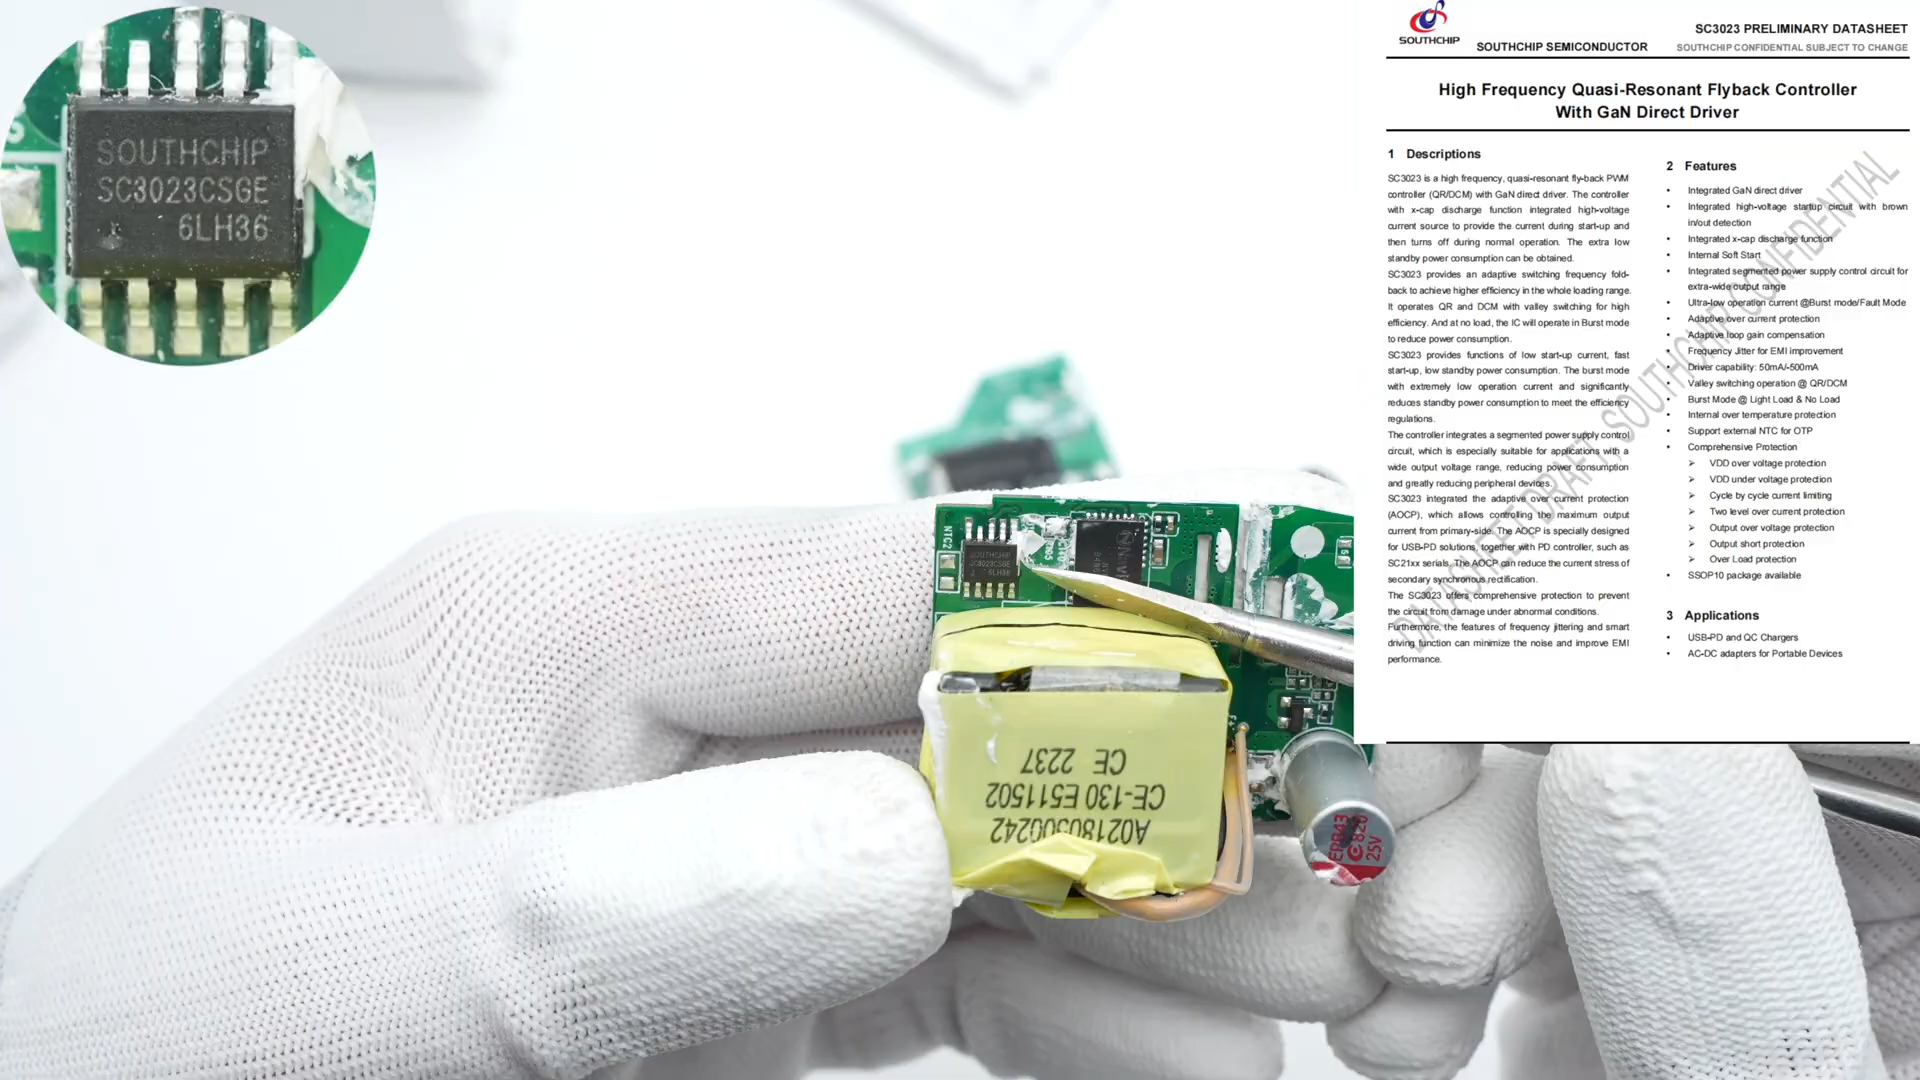 SOUTHCHIP
SC3023CSGE
6LH36
SOUTHCHIP
SOUTHCHIP SEMICONDUCTOR
SC3023 PRELIMINARY DATASHEET
SOUTHCHIP CONFIDENTIAL SUBJECT TO CHANGE
High Frequency Quasi-Resonant Flyback Controller
With GaN Direct Driver
1 Descriptions
SC3023 is a high frequency, quasi-resonant fly-back PWM
controller (QR/DCM) with GaN direct driver. The controller
with x-cap discharge function integrated high-voltage
current source to provide the current during start-up and
then turns off during normal operation. The extra low
standby power consumption can be obtained.
SC3023 provides an adaptive switching frequency fold-
back to achieve higher efficiency in the whole loading range.
It operates QR and DCM with valley switching for high
efficiency. And at no load, the IC will operate in Burst mode
to reduce power consumption.
SC3023 provides functions of low start-up current, fast
start-up, low standby power consumption. The burst mode
with extremely low operation current and significantly
reduces standby power consumption to meet the efficiency
regulations.
The controller integrates a segmented power supply control
circuit, which is especially suitable for applications with a
wide output voltage range, reducing power consumption
and greatly reducing peripheral devices.
SC3023 integrated the adaptive over current protection
(AOCP), which allows controlling the maximum output
current from primary-side. The AOCP is specially designed
for USB-PD solutions, together with PD controller, such as
SC21xx serials. The AOCP can reduce the current stress of
secondary synchronous rectification.
The SC3023 offers comprehensive protection to prevent
the circuit from damage under abnormal conditions.
Furthermore, the features of frequency jittering and smart
driving function can minimize the noise and improve EMI
performance.
2 Features
• Integrated GaN direct driver
• Integrated high-voltage startup circuit with brown
in/out detection
• Integrated x-cap discharge function
• Internal Soft Start
• Integrated segmented power supply control circuit for
extra-wide output range
• Ultra-low operation current @Burst mode/Fault Mode
• Adaptive over current protection
• Adaptive loop gain compensation
• Frequency Jitter for EMI improvement
• Driver capability: 50mA/-500mA
• Valley switching operation @ QR/DCM
• Burst Mode @ Light Load & No Load
• Internal over temperature protection
• Support external NTC for OTP
• Comprehensive Protection
➢ VDD over voltage protection
➢ VDD under voltage protection
➢ Cycle by cycle current limiting
➢ Two level over current protection
➢ Output over voltage protection
➢ Output short protection
➢ Over Load protection
• SSOP10 package available
3 Applications
• USB-PD and QC Chargers
• AC-DC adapters for Portable Devices
DATASHEET DRAFT, SOUTHCHIP CONFIDENTIAL
NTC2
SOUTHCHIP
SC3023CSGE
6LH36
A02180500242
CE-130 E511502
CE 2237
820
25V